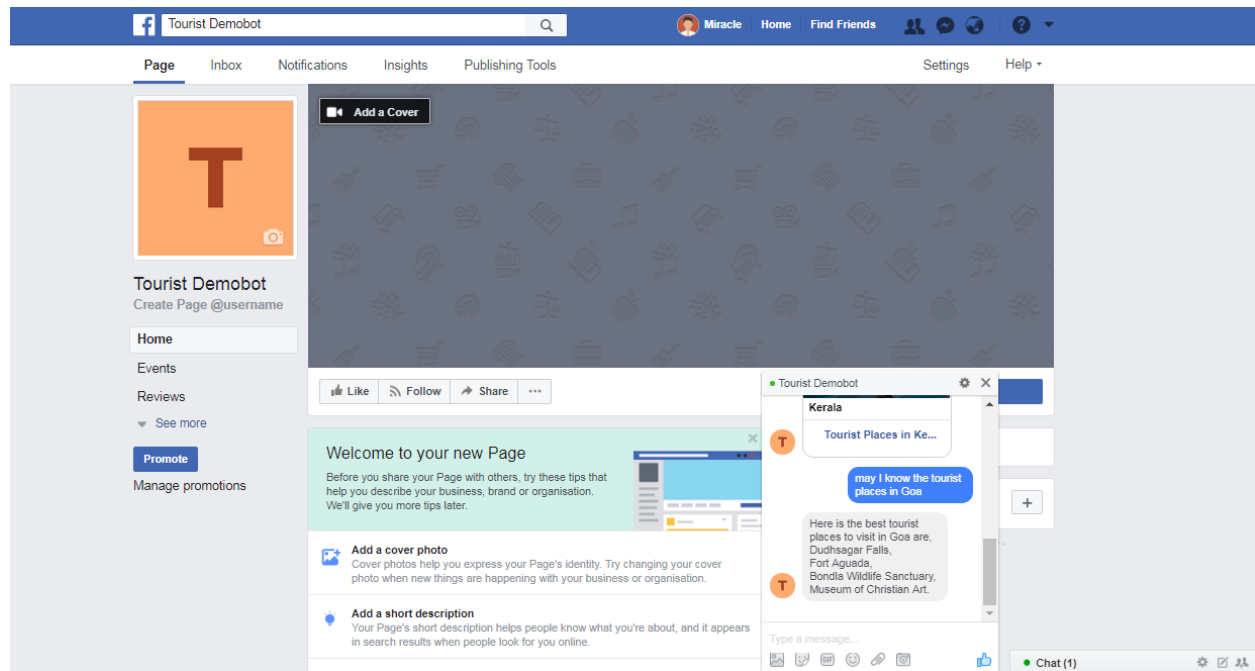 Tourist Demobot
Miracle Home Find Friends
Page Inbox Notifications Insights Publishing Tools Settings Help
Add a Cover
T
Tourist Demobot
Create Page @username
Home
Events
Reviews
See more
Promote
Manage promotions
Like Follow Share
Welcome to your new Page
Before you share your Page with others, try these tips that
help you describe your business, brand or organisation.
We'll give you more tips later.
Add a cover photo
Cover photos help you express your Page's identity. Try changing your cover
photo when new things are happening with your business or organisation.
Add a short description
Your Page's short description helps people know what you're about, and it appears
in search results when people look for you online.
Tourist Demobot
Kerala
Tourist Places in Ke...
T
may I know the tourist
places in Goa
Here is the best tourist
places to visit in Goa are,
Dudhsagar Falls,
Fort Aguada,
Bondla Wildlife Sanctuary,
Museum of Christian Art.
T
Type a message...
GIF
Chat (1)